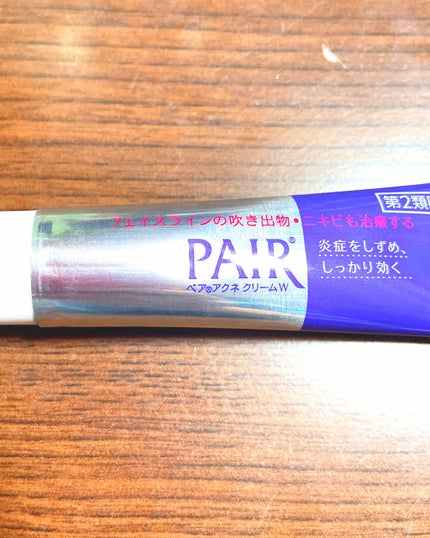 第2類
フェイスラインの吹き出物・ニキビも治療する
PAIR®
ペア®アクネ クリームW
炎症をしずめ、
しっかり効く